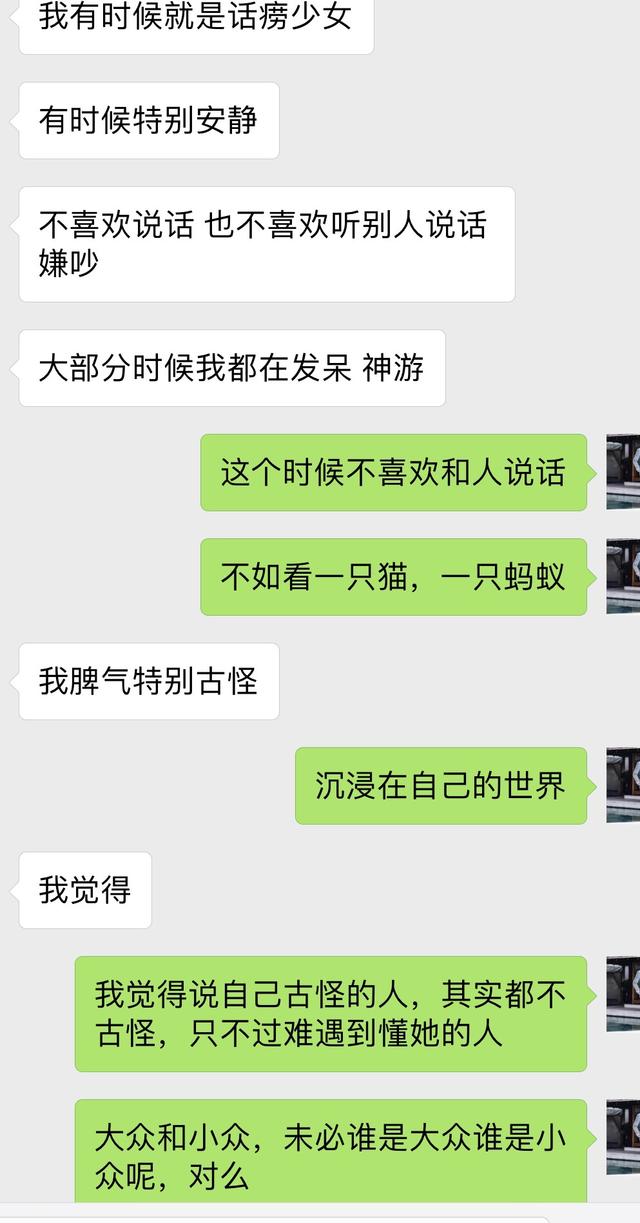 我有时候就是话痨少女
有时候特别安静
不喜欢说话 也不喜欢听别人说话
嫌吵
大部分时候我都在发呆 神游
这个时候不喜欢和人说话
不如看一只猫，一只蚂蚁
我脾气特别古怪
沉浸在自己的世界
我觉得
我觉得说自己古怪的人，其实都不
古怪，只不过难遇到懂她的人
大众和小众，未必谁是大众谁是小
众呢，对么